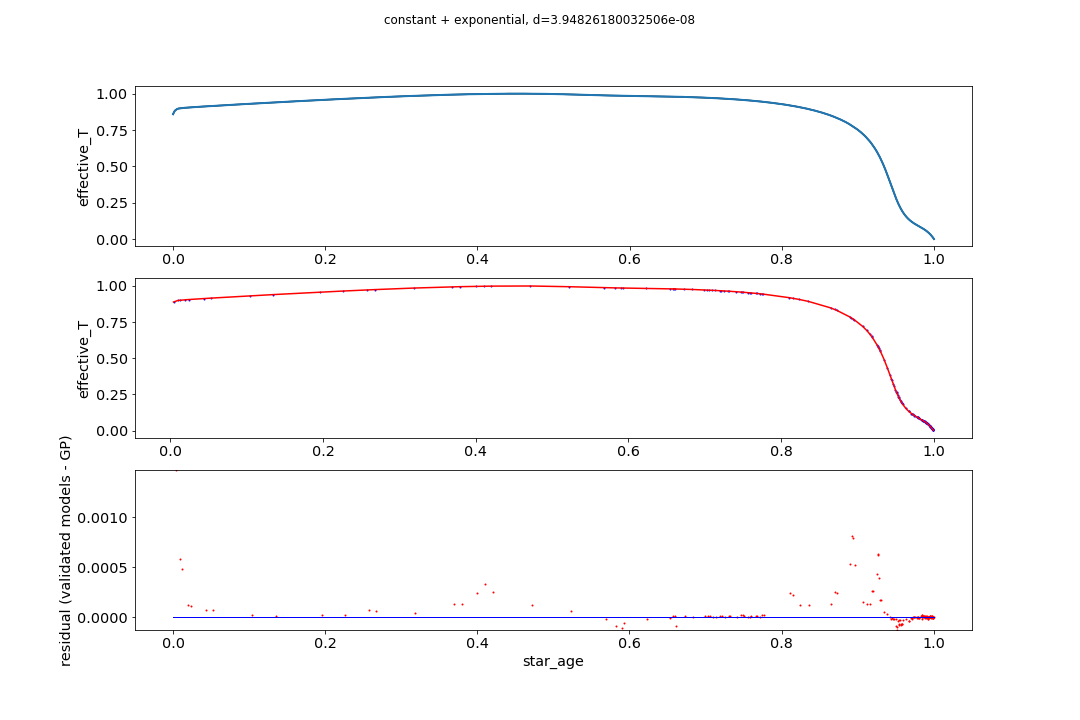 constant + exponential, d=3.94826180032506e-08
effective_T
1.00
0.75
0.50
0.25
0.00
0.0 0.2 0.4 0.6 0.8 1.0
effective_T
1.00
0.75
0.50
0.25
0.00
0.0 0.2 0.4 0.6 0.8 1.0
residual (validated models - GP)
0.0010
0.0005
0.0000
0.0 0.2 0.4 0.6 0.8 1.0
star_age